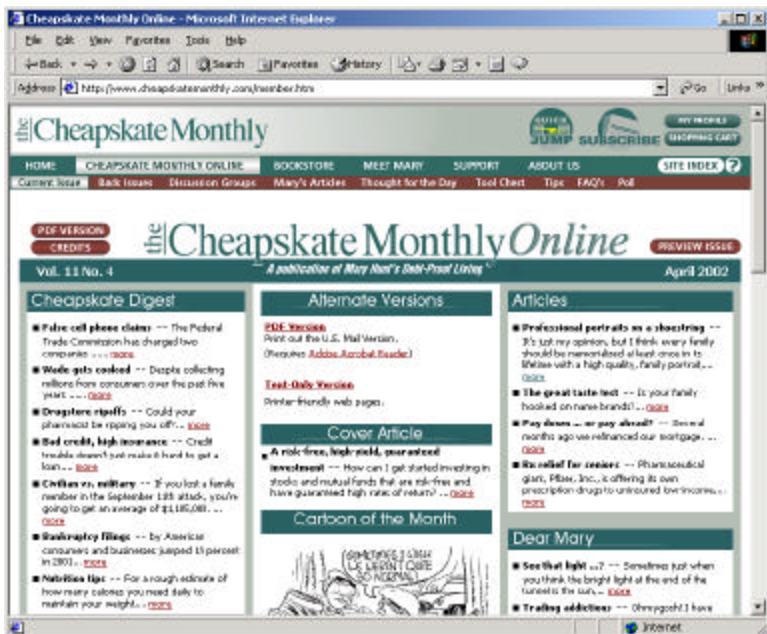 Cheapskate Monthly Online - Microsoft Internet Explorer
File Edit View Favorites Tools Help
Back Search Favorites History
Address http://www.cheapskatemonthly.com/member.htm Go Links »
the Cheapskate Monthly
QUICK JUMP SUBSCRIBE
MY PROFILE
SHOPPING CART
HOME CHEAPSKATE MONTHLY ONLINE BOOKSTORE MEET MARY SUPPORT ABOUT US SITE INDEX ?
Current Issue Back Issues Discussion Groups Mary's Articles Thought for the Day Tool Chest Tips FAQ's Poll
PDF VERSION
CREDITS
the Cheapskate Monthly Online
PREVIEW ISSUE
Vol. 11 No. 4 A publication of Mary Hunt's Debt-Proof Living April 2002
Cheapskate Digest
False cell phone claims -- The Federal
Trade Commission has charged two
companies .... more
Wade gets cooked -- Despite collecting
millions from consumers over the past five
years .... more
Drugstore ripoffs -- Could your
pharmacist be ripping you off?... more
Bad credit, high insurance -- Credit
trouble doesn't just make it hard to get a
loan... more
Civilian vs. military -- If you lost a family
member in the September 11th attack, you're
going to get an average of $1,185,000. ...
more
Bankruptcy filings -- by American
consumers and businesses jumped 19 percent
in 2001... more
Nutrition tips -- For a rough estimate of
how many calories you need daily to
maintain your weight... more
Alternate Versions
PDF Version
Print out the U.S. Mail Version.
(Requires Adobe Acrobat Reader)
Text-Only Version
Printer-friendly web pages.
Cover Article
A risk-free, high-yield, guaranteed
investment -- How can I get started investing in
stocks and mutual funds that are risk-free and
have guaranteed high rates of return? ... more
Cartoon of the Month
SOMETIMES I WISH
WE WEREN'T QUITE
SO NORMAL!
Articles
Professional portraits on a shoestring --
It's just my opinion, but I think every family
should be memorialized at least once in its
lifetime with a high quality, family portrait...
more
The great taste test -- Is your family
hooked on name brands?... more
Pay down ... or pay ahead? -- Several
months ago we refinanced our mortgage. ...
more
Rx relief for seniors -- Pharmaceutical
giant, Pfizer, Inc., is offering its own
prescription drugs to uninsured low-income...
more
Dear Mary
See that light ...? -- Sometimes just when
you think the bright light at the end of the
tunnel is the sun,... more
Trading addictions -- Ohmygosh! I have
Internet